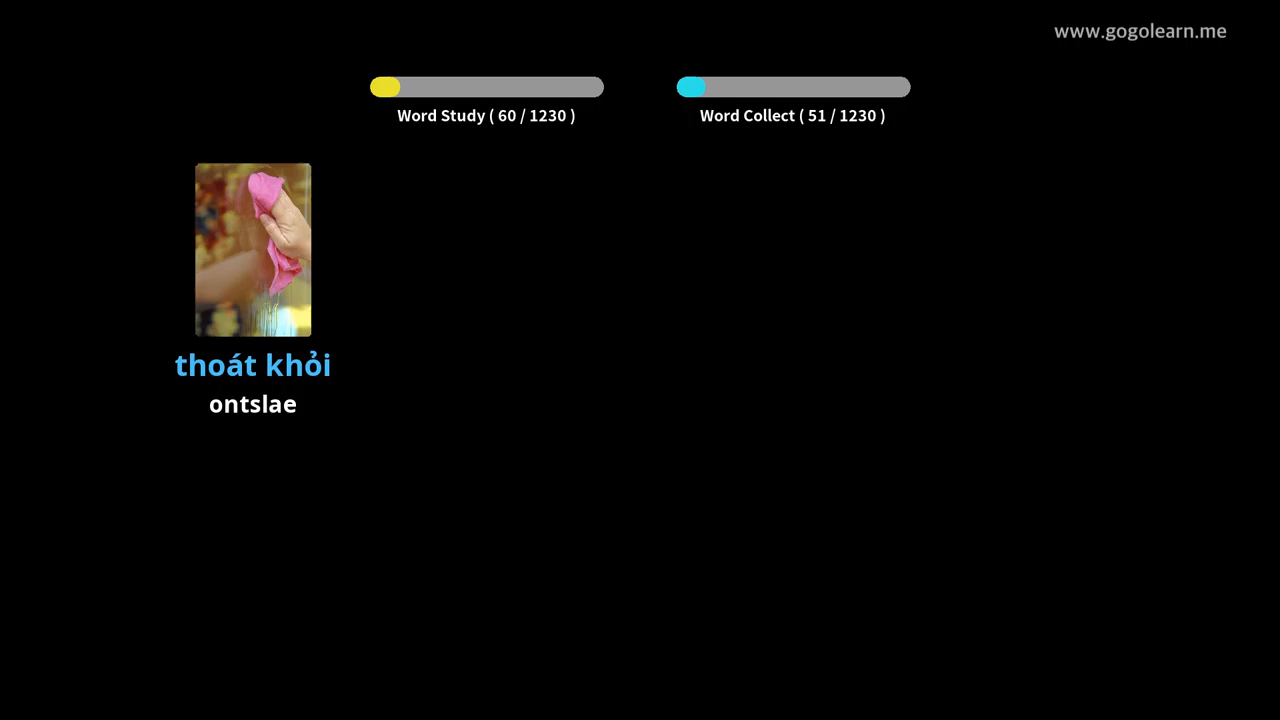 www.gogolearn.me
Word Study ( 60 / 1230 )
Word Collect ( 51 / 1230 )
thoát khỏi
ontslae